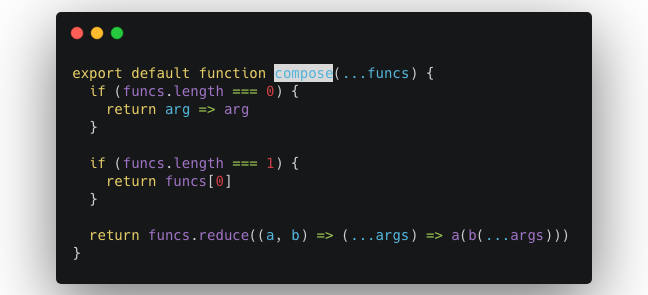 export default function compose(...funcs) {
  if (funcs.length === 0) {
    return arg => arg
  }

  if (funcs.length === 1) {
    return funcs[0]
  }

  return funcs.reduce((a, b) => (...args) => a(b(...args)))
}